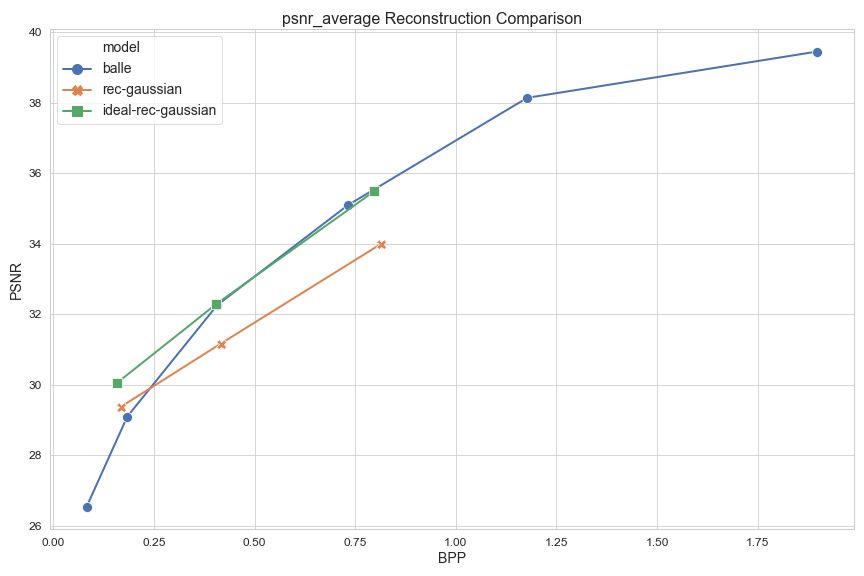 psnr_average Reconstruction Comparison
model
balle
rec-gaussian
ideal-rec-gaussian
PSNR
40
38
36
34
32
30
28
26
0.00 0.25 0.50 0.75 1.00 1.25 1.50 1.75
BPP